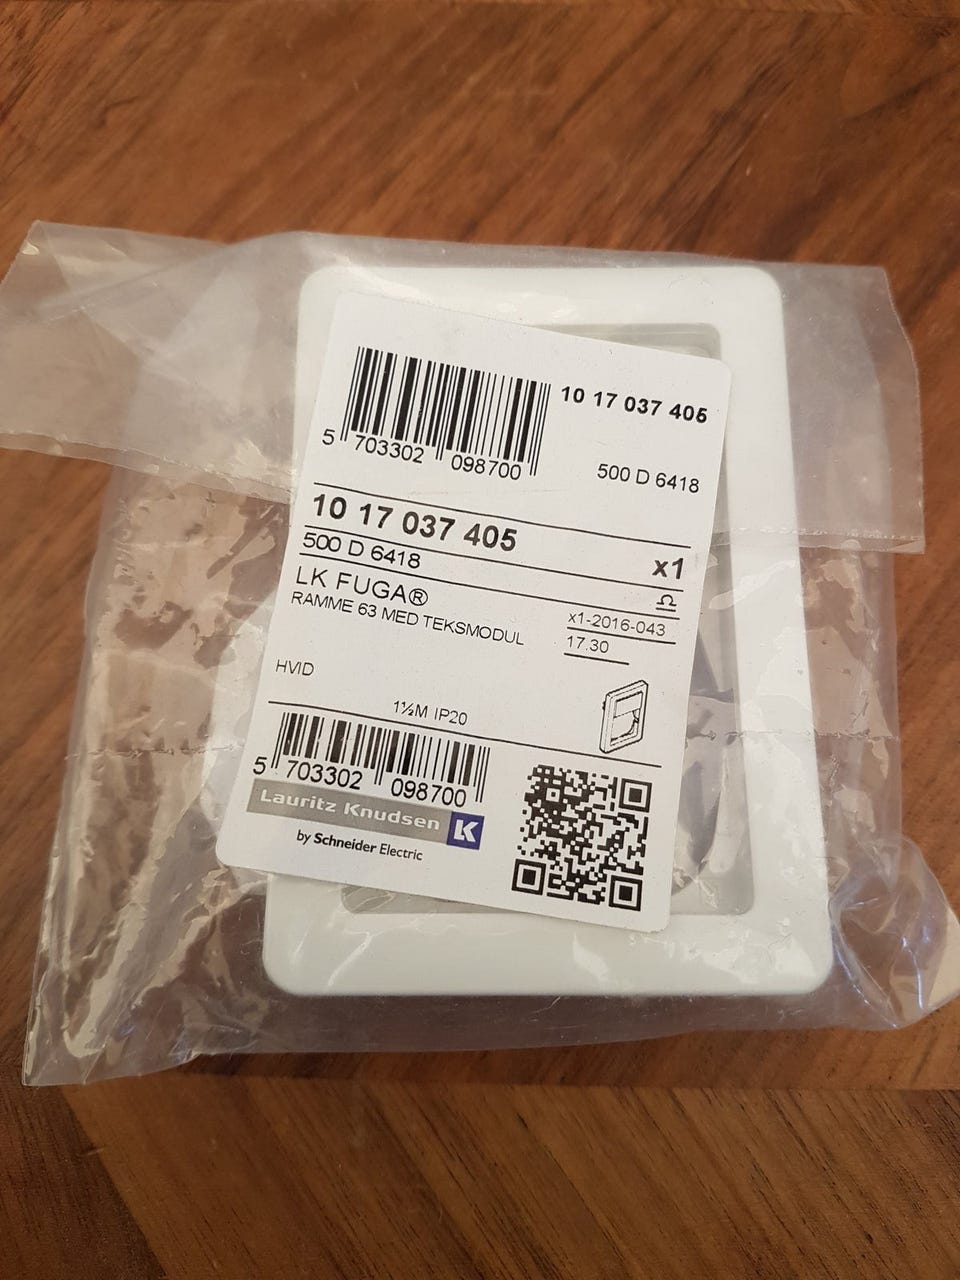 10 17 037 405
5 703302 098700
500 D 6418
10 17 037 405
x1
500 D 6418
LK FUGA®
RAMME 63 MED TEKSMODUL
x1-2016-043
17.30
HVID
1½M IP20
5 703302 098700
Lauritz Knudsen
by Schneider Electric